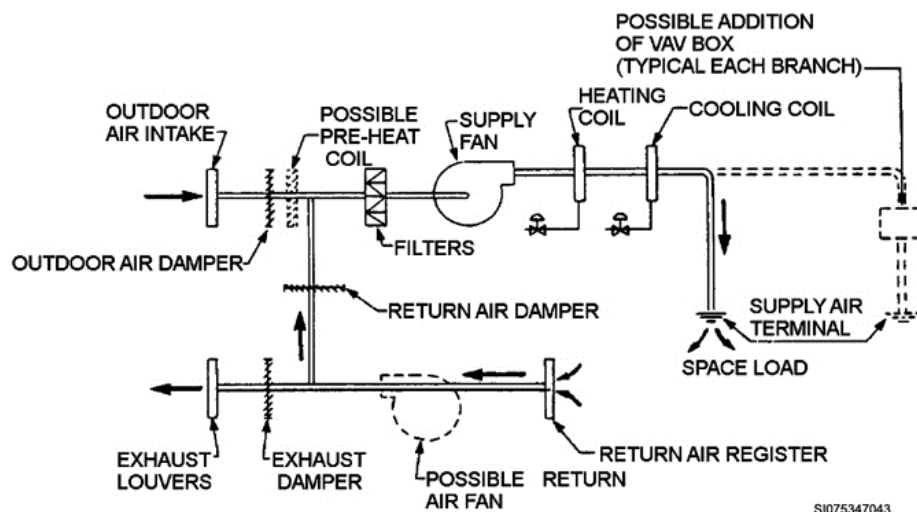 POSSIBLE ADDITION
OF VAV BOX
(TYPICAL EACH BRANCH)
OUTDOOR
AIR INTAKE
POSSIBLE
PRE-HEAT
COIL
SUPPLY
FAN
HEATING
COIL
COOLING COIL
OUTDOOR AIR DAMPER
FILTERS
RETURN AIR DAMPER
SUPPLY AIR
TERMINAL
SPACE LOAD
EXHAUST
LOUVERS
EXHAUST
DAMPER
POSSIBLE RETURN
AIR FAN
RETURN AIR REGISTER
SI075347043